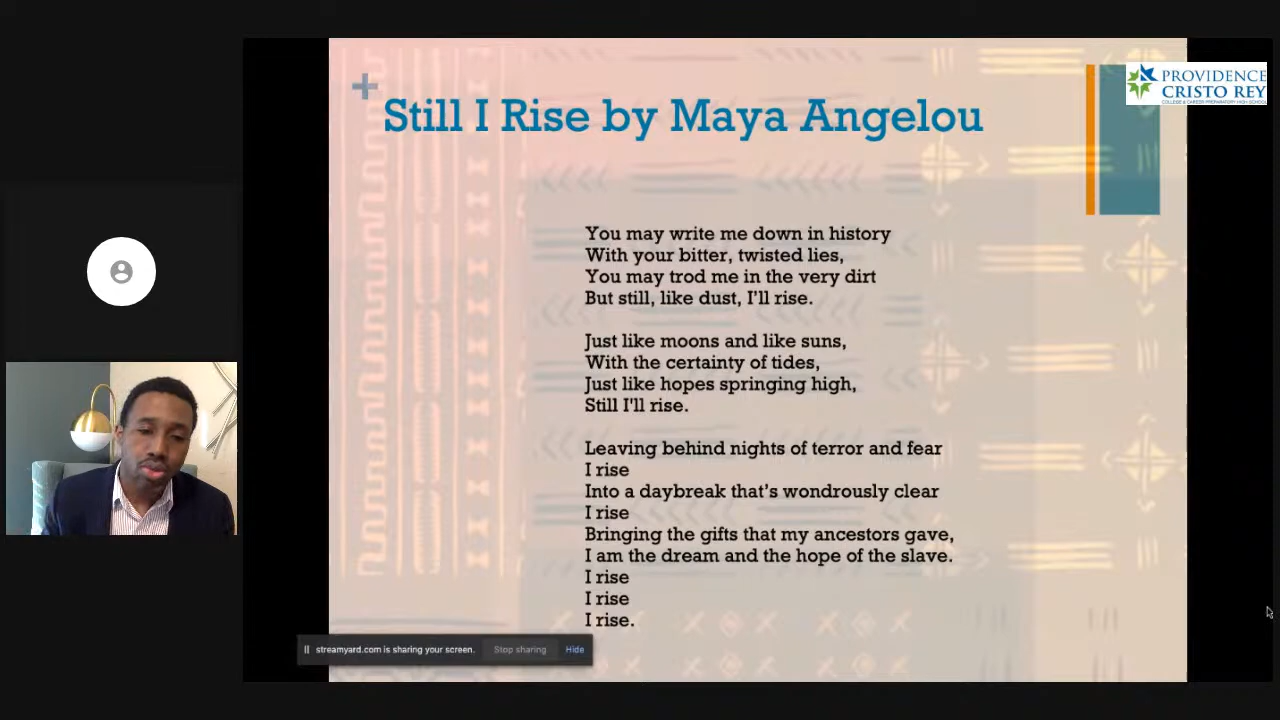 Still I Rise by Maya Angelou
PROVIDENCE
CRISTO REY
COLLEGE & CAREER PREPARATORY HIGH SCHOOL
You may write me down in history
With your bitter, twisted lies,
You may trod me in the very dirt
But still, like dust, I’ll rise.
Just like moons and like suns,
With the certainty of tides,
Just like hopes springing high,
Still I'll rise.
Leaving behind nights of terror and fear
I rise
Into a daybreak that’s wondrously clear
I rise
Bringing the gifts that my ancestors gave,
I am the dream and the hope of the slave.
I rise
I rise
I rise.
streamyard.com is sharing your screen. Stop sharing Hide